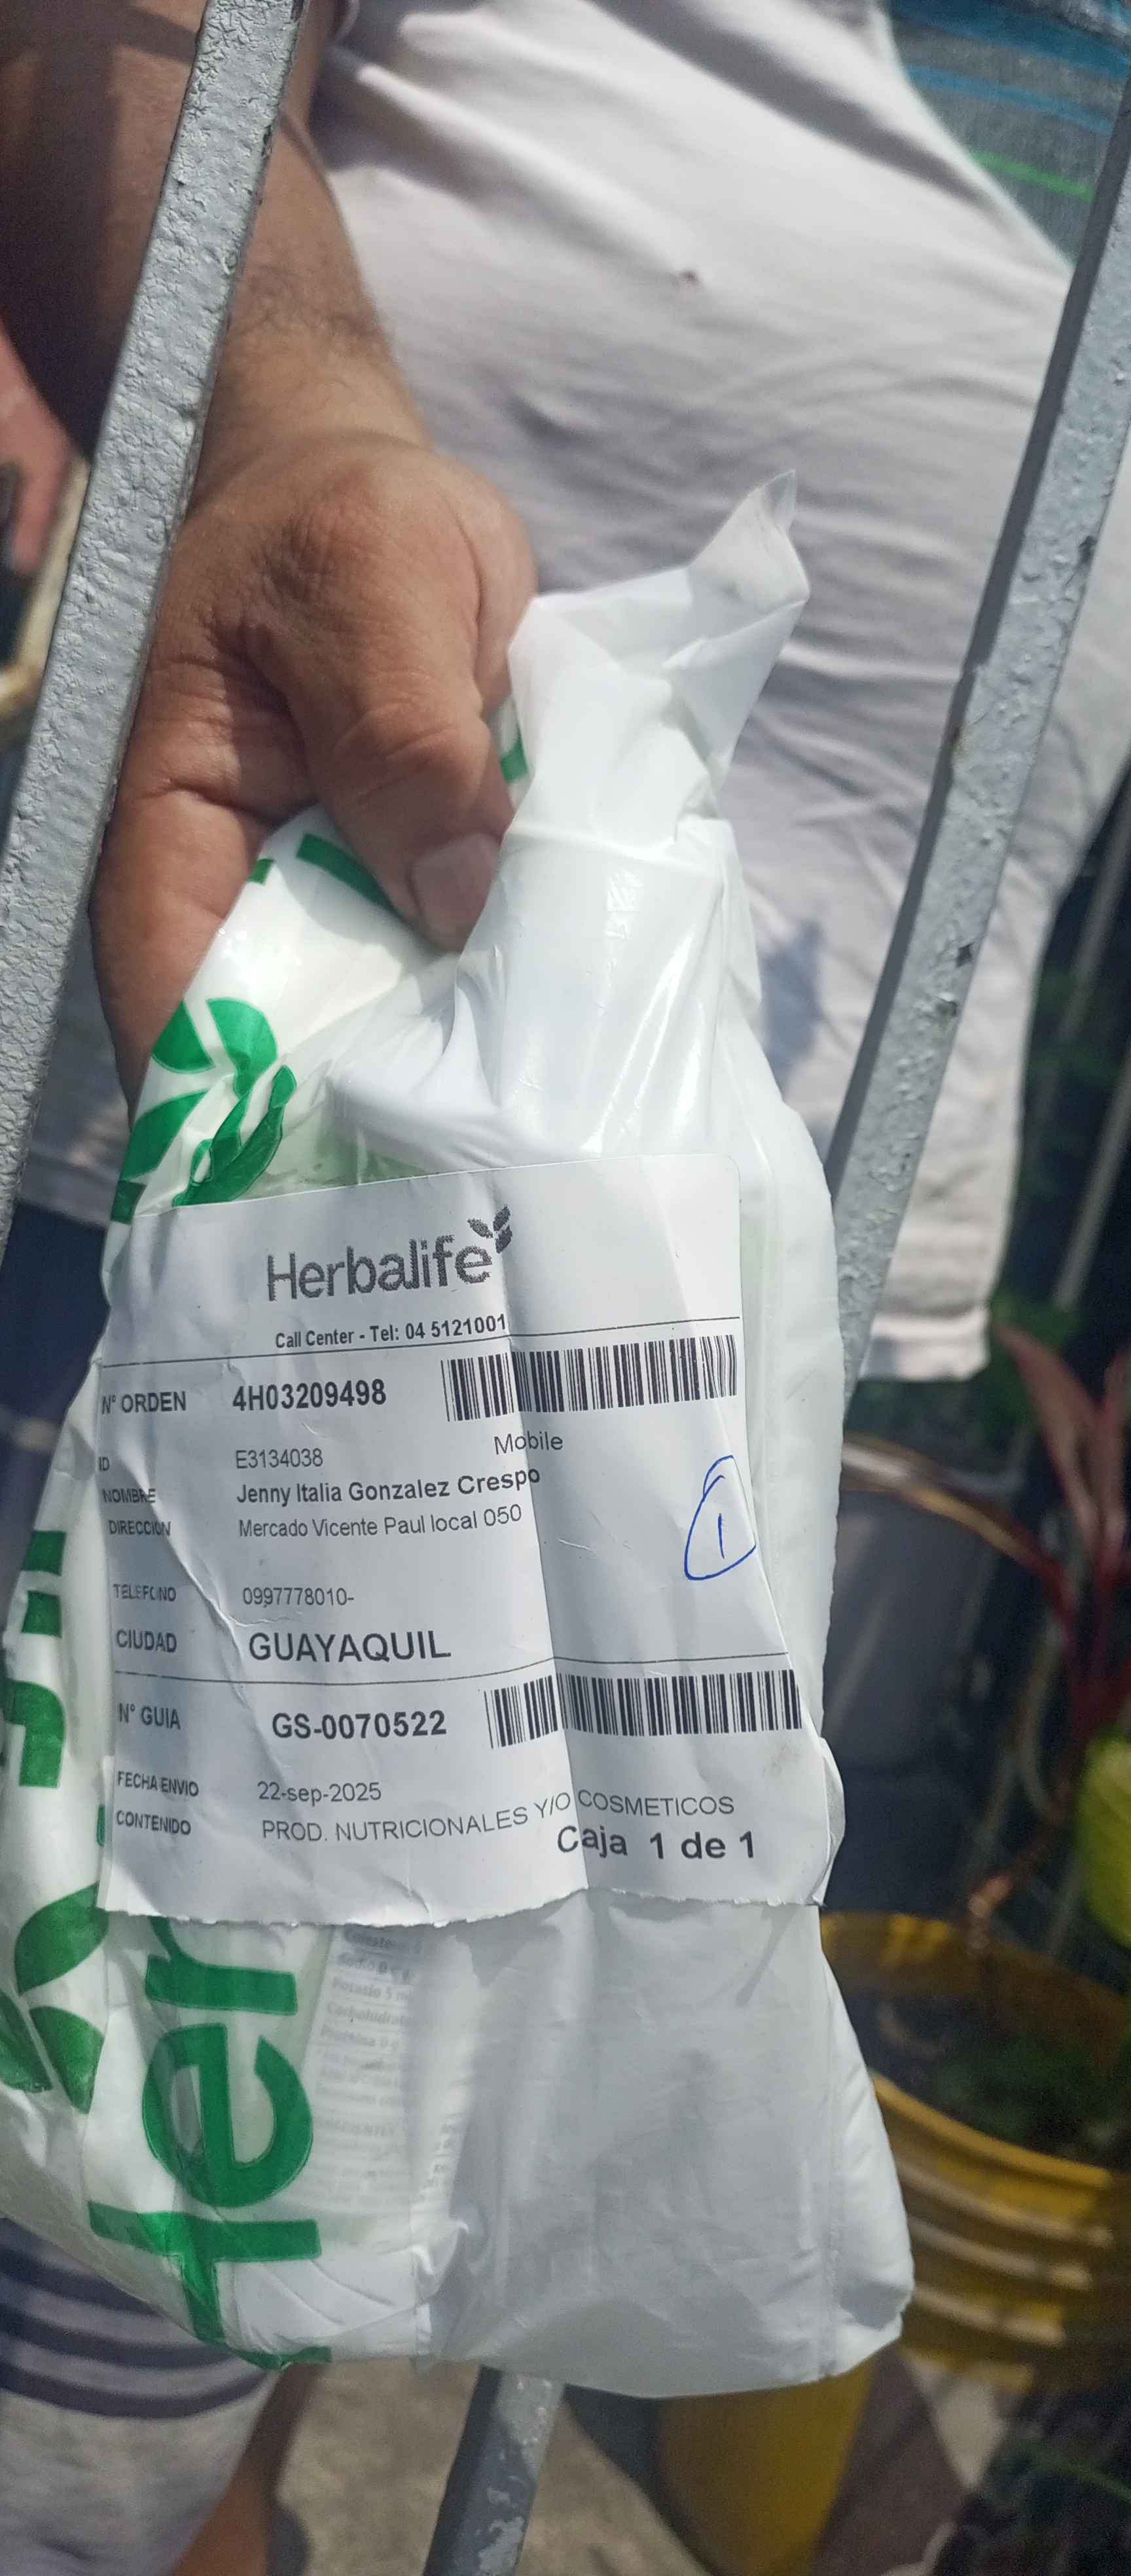 Herbalife
Call Center - Tel: 04 5121001
N° ORDEN 4H03209498
ID E3134038 Mobile
NOMBRE Jenny Italia Gonzalez Crespo
DIRECCION Mercado Vicente Paul local 050
1
TELEFONO 0997778010-
CIUDAD GUAYAQUIL
N° GUIA GS-0070522
FECHA ENVIO 22-sep-2025
CONTENIDO PROD. NUTRICIONALES Y/O COSMETICOS
Caja 1 de 1